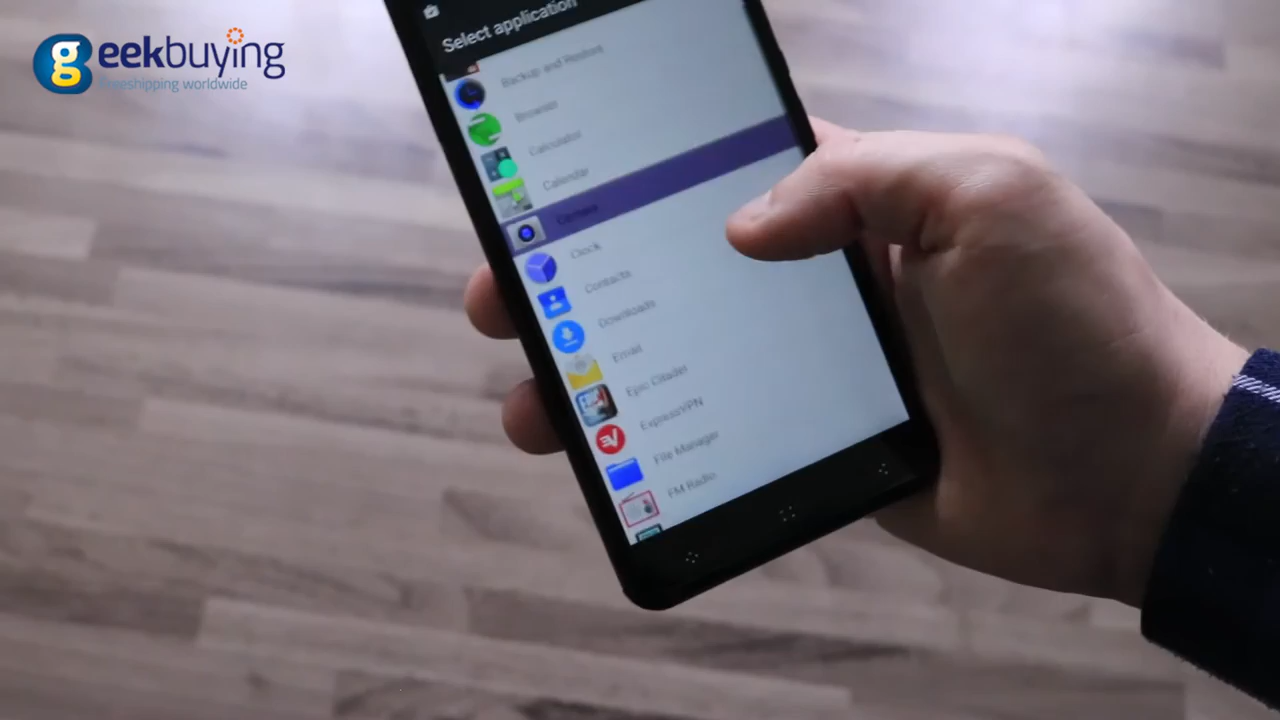 geekbuying
freeshipping worldwide
Select application
Backup and Restore
Browser
Calculator
Calendar
Camera
Clock
Contacts
Downloads
Email
Epic Citadel
ExpressVPN
File Manager
FM Radio